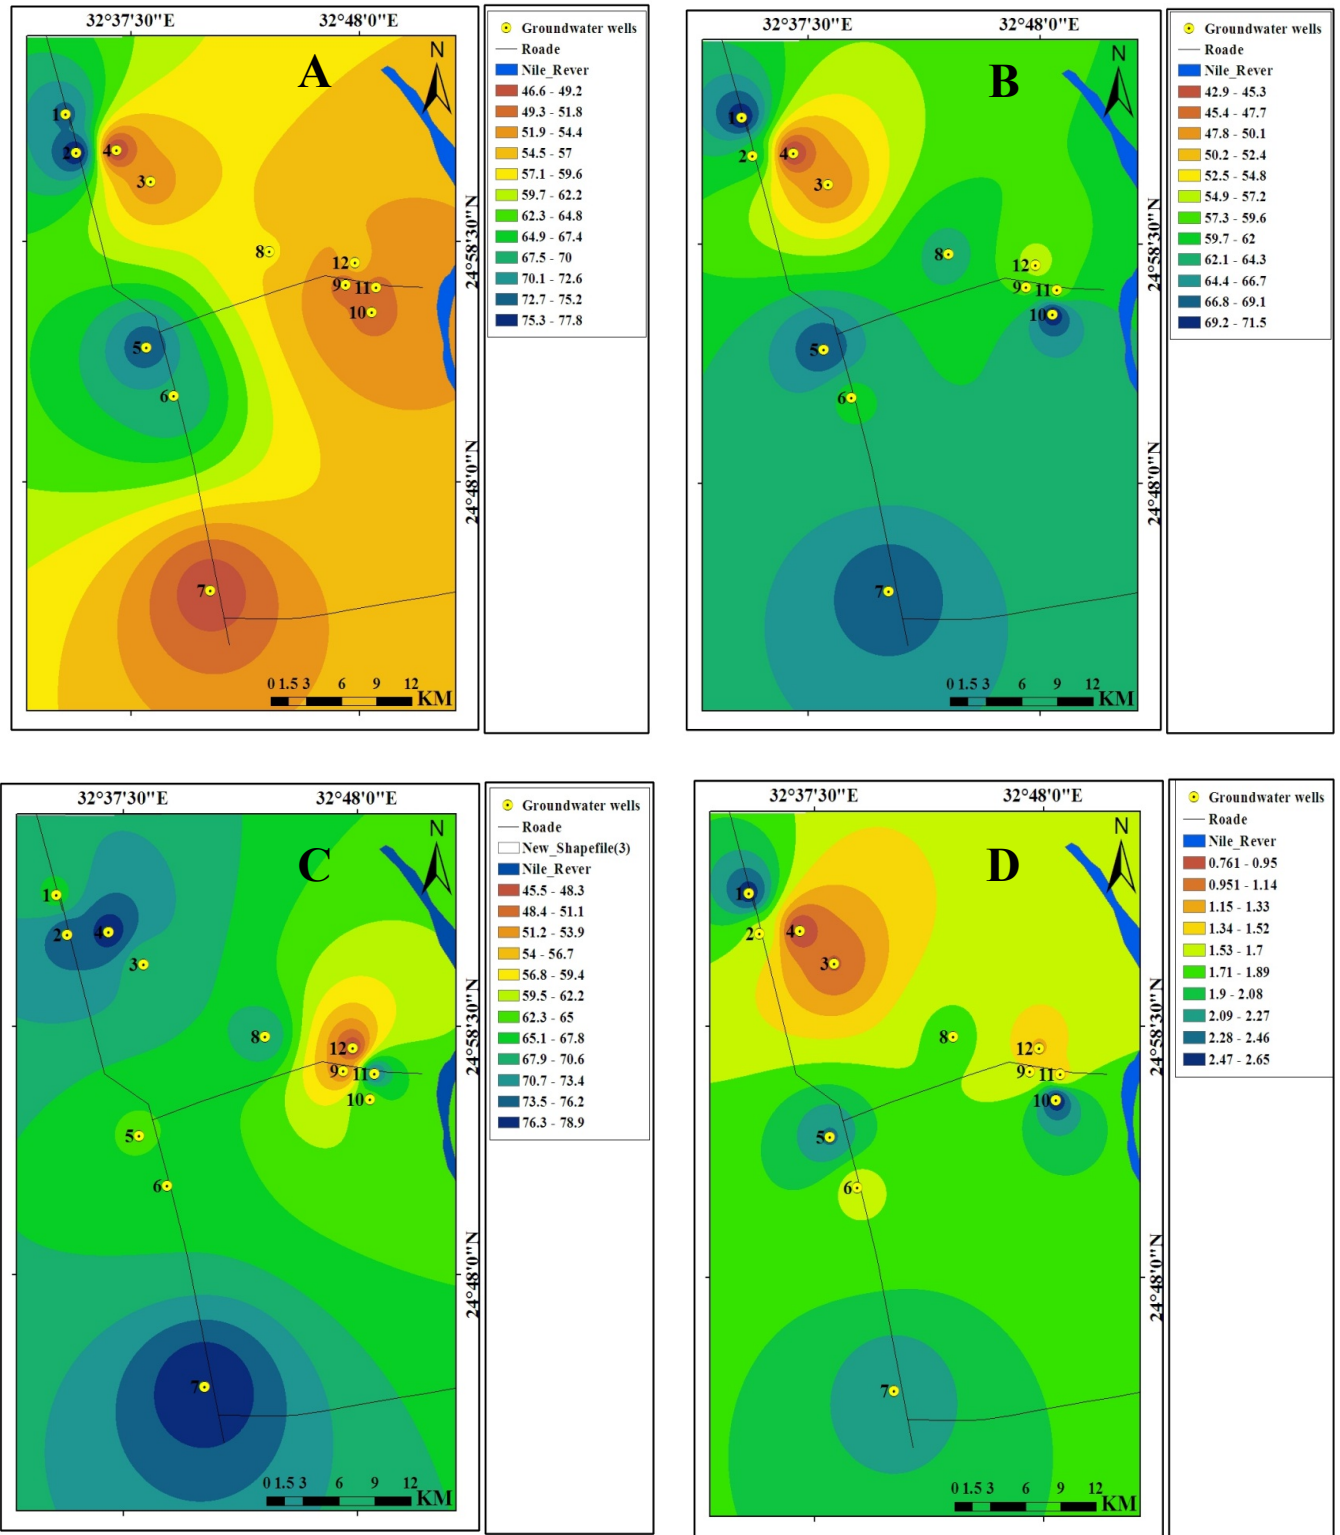 32°37'30"E 32°48'0"E
A
N
1
2
4
3
8
12
9
11
10
5
6
7
24°58'30"N
24°48'0"N
0 1.5 3 6 9 12
KM
Groundwater wells
Roade
Nile_Rever
46.6 - 49.2
49.3 - 51.8
51.9 - 54.4
54.5 - 57
57.1 - 59.6
59.7 - 62.2
62.3 - 64.8
64.9 - 67.4
67.5 - 70
70.1 - 72.6
72.7 - 75.2
75.3 - 77.8
32°37'30"E 32°48'0"E
B
N
1
2
4
3
8
12
9
11
10
5
6
7
24°58'30"N
24°48'0"N
0 1.5 3 6 9 12
KM
Groundwater wells
Roade
Nile_Rever
42.9 - 45.3
45.4 - 47.7
47.8 - 50.1
50.2 - 52.4
52.5 - 54.8
54.9 - 57.2
57.3 - 59.6
59.7 - 62
62.1 - 64.3
64.4 - 66.7
66.8 - 69.1
69.2 - 71.5
32°37'30"E 32°48'0"E
C
N
1
2
4
3
8
12
9
11
10
5
6
7
24°58'30"N
24°48'0"N
0 1.5 3 6 9 12
KM
Groundwater wells
Roade
New_Shapefile(3)
Nile_Rever
45.5 - 48.3
48.4 - 51.1
51.2 - 53.9
54 - 56.7
56.8 - 59.4
59.5 - 62.2
62.3 - 65
65.1 - 67.8
67.9 - 70.6
70.7 - 73.4
73.5 - 76.2
76.3 - 78.9
32°37'30"E 32°48'0"E
D
N
1
2
4
3
8
12
9
11
10
5
6
7
24°58'30"N
24°48'0"N
0 1.5 3 6 9 12
KM
Groundwater wells
Roade
Nile_Rever
0.761 - 0.95
0.951 - 1.14
1.15 - 1.33
1.34 - 1.52
1.53 - 1.7
1.71 - 1.89
1.9 - 2.08
2.09 - 2.27
2.28 - 2.46
2.47 - 2.65